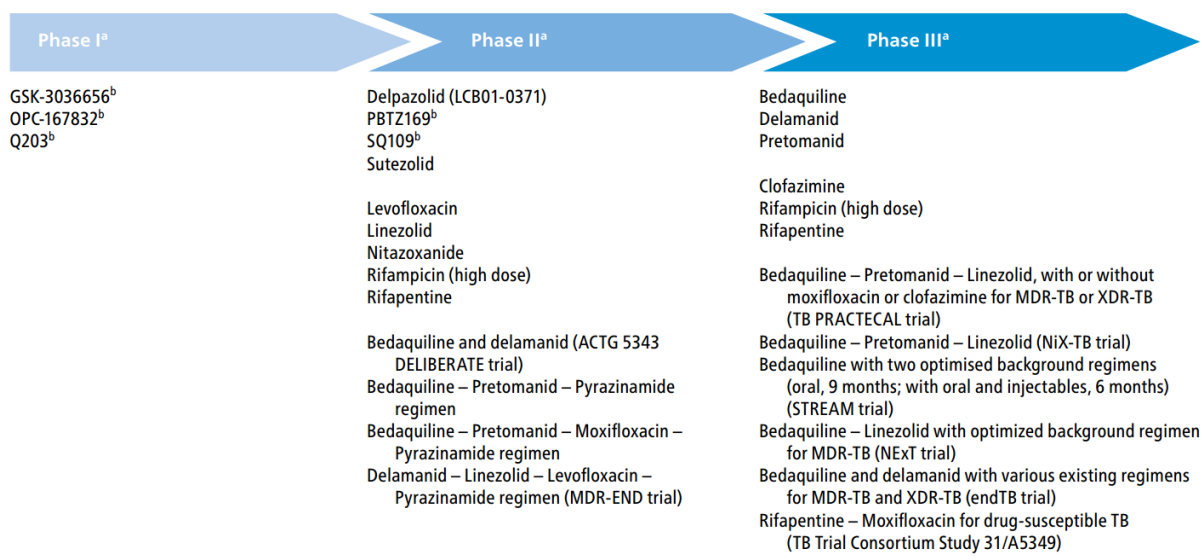 Phase Iᵃ
Phase IIᵃ
Phase IIIᵃ
GSK-3036656ᵇ
OPC-167832ᵇ
Q203ᵇ
Delpazolid (LCB01-0371)
PBTZ169ᵇ
SQ109ᵇ
Sutezolid
Levofloxacin
Linezolid
Nitazoxanide
Rifampicin (high dose)
Rifapentine
Bedaquiline and delamanid (ACTG 5343
DELIBERATE trial)
Bedaquiline – Pretomanid – Pyrazinamide
regimen
Bedaquiline – Pretomanid – Moxifloxacin –
Pyrazinamide regimen
Delamanid – Linezolid – Levofloxacin –
Pyrazinamide regimen (MDR-END trial)
Bedaquiline
Delamanid
Pretomanid
Clofazimine
Rifampicin (high dose)
Rifapentine
Bedaquiline – Pretomanid – Linezolid, with or without
moxifloxacin or clofazimine for MDR-TB or XDR-TB
(TB PRACTECAL trial)
Bedaquiline – Pretomanid – Linezolid (NiX-TB trial)
Bedaquiline with two optimised background regimens
(oral, 9 months; with oral and injectables, 6 months)
(STREAM trial)
Bedaquiline – Linezolid with optimized background regimen
for MDR-TB (NExT trial)
Bedaquiline and delamanid with various existing regimens
for MDR-TB and XDR-TB (endTB trial)
Rifapentine – Moxifloxacin for drug-susceptible TB
(TB Trial Consortium Study 31/A5349)